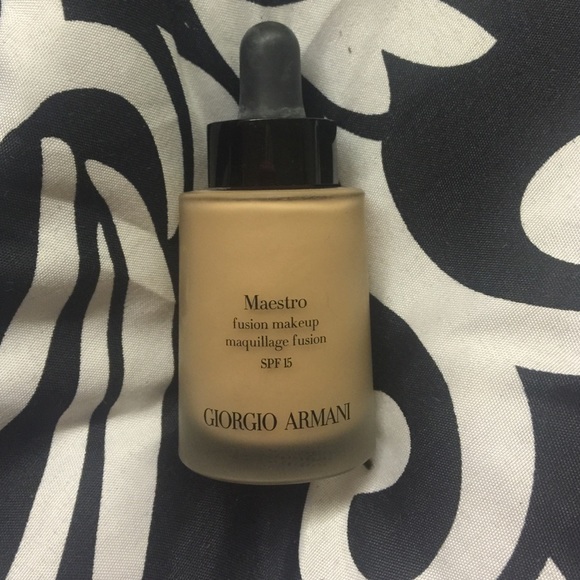 Maestro
fusion makeup
maquillage fusion
SPF 15
GIORGIO ARMANI